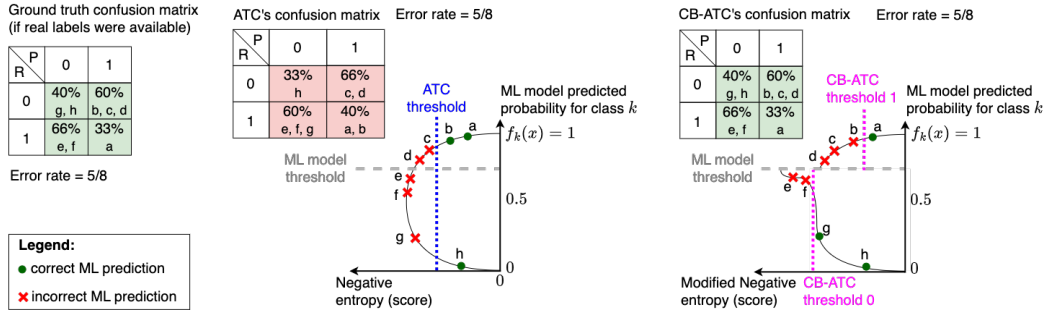 Ground truth confusion matrix
(if real labels were available)
P
R
0
1
0
40%
g, h
60%
b, c, d
1
66%
e, f
33%
a
Error rate = 5/8
Legend:
correct ML prediction
incorrect ML prediction
ATC's confusion matrix
Error rate = 5/8
P
R
0
1
0
33%
h
66%
c, d
1
60%
e, f, g
40%
a, b
ATC
threshold
ML model predicted
probability for class k
f_k(x) = 1
ML model
threshold
a
b
c
d
e
f
g
h
0.5
0
0
Negative
entropy (score)
CB-ATC's confusion matrix
Error rate = 5/8
P
R
0
1
0
40%
g, h
60%
b, c, d
1
66%
e, f
33%
a
CB-ATC
threshold 1
ML model predicted
probability for class k
f_k(x) = 1
ML model
threshold
a
b
c
d
e
f
g
h
0.5
0
Modified Negative
entropy (score)
CB-ATC
threshold 0